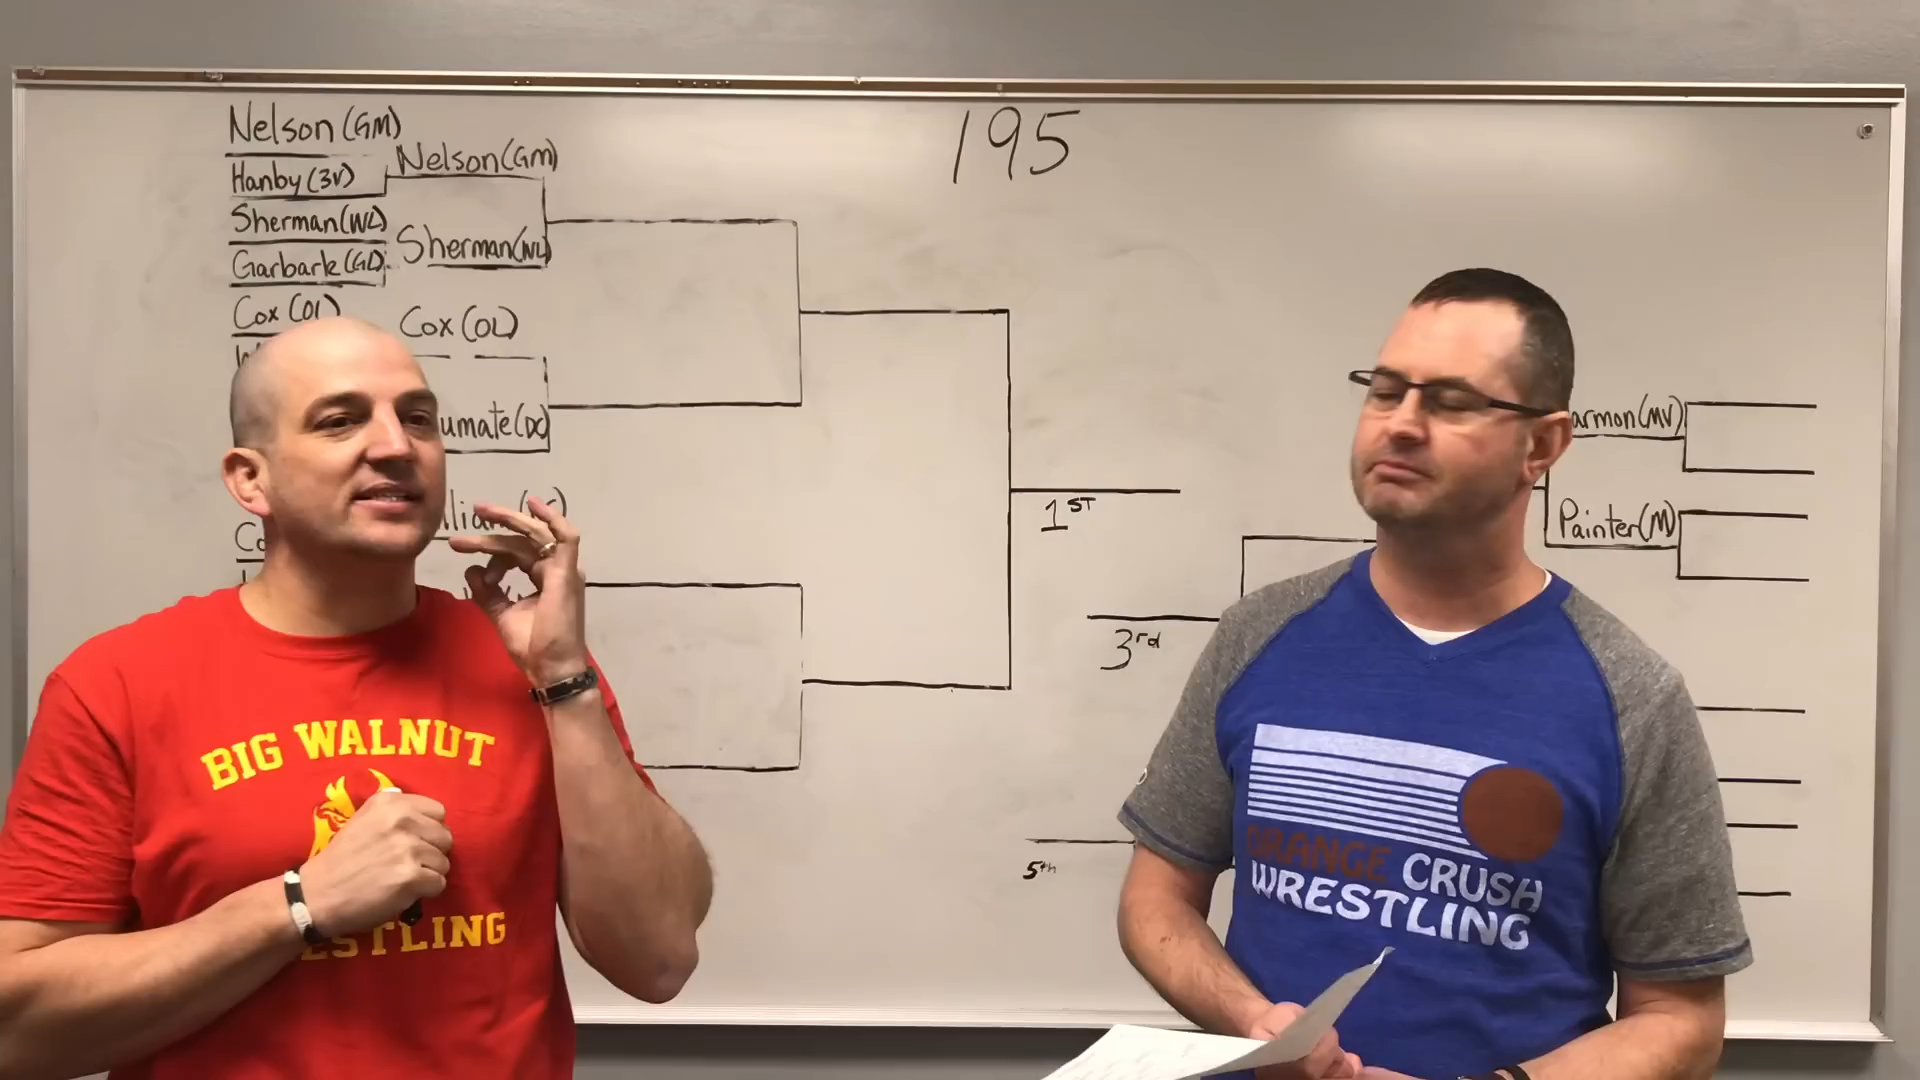 Nelson (GM)
Hanby (3V)
Sherman (WL)
Garbark (GD)
Cox (OL)
Nelson (GM)
Sherman (WL)
Cox (OL)
umate (DC)
195
1ST
3rd
5th
armon (MV)
Painter (M)
BIG WALNUT
ESTLING
ORANGE CRUSH
WRESTLING